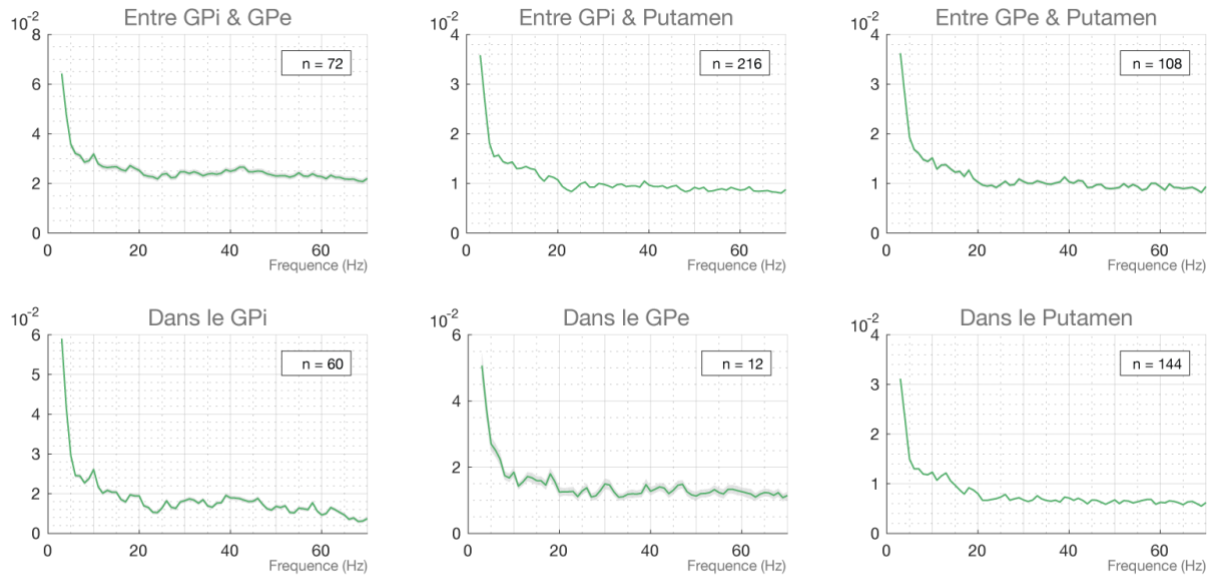 Entre GPi & GPe
10⁻²
n = 72
8
6
4
2
0
0 20 40 60
Frequence (Hz)
Entre GPi & Putamen
10⁻²
n = 216
4
3
2
1
0
0 20 40 60
Frequence (Hz)
Entre GPe & Putamen
10⁻²
n = 108
4
3
2
1
0
0 20 40 60
Frequence (Hz)
Dans le GPi
10⁻²
n = 60
6
5
4
3
2
0
0 20 40 60
Frequence (Hz)
Dans le GPe
10⁻²
n = 12
6
4
2
0
0 20 40 60
Frequence (Hz)
Dans le Putamen
10⁻²
n = 144
4
3
2
1
0
0 20 40 60
Frequence (Hz)